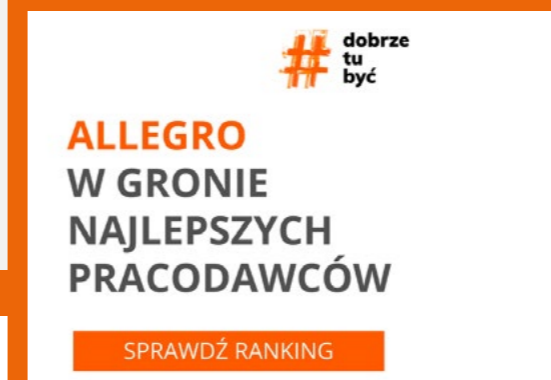 dobrze
tu
być
ALLEGRO
W GRONIE
NAJLEPSZYCH
PRACODAWCÓW
SPRAWDŹ RANKING